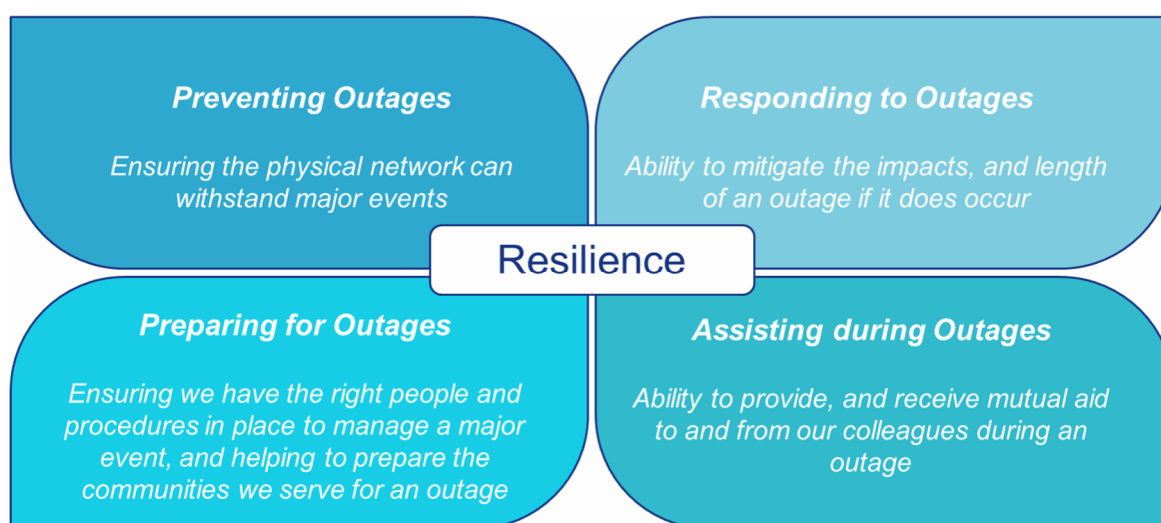 Preventing Outages
Ensuring the physical network can
withstand major events
Responding to Outages
Ability to mitigate the impacts, and length
of an outage if it does occur
Resilience
Preparing for Outages
Ensuring we have the right people and
procedures in place to manage a major
event, and helping to prepare the
communities we serve for an outage
Assisting during Outages
Ability to provide, and receive mutual aid
to and from our colleagues during an
outage